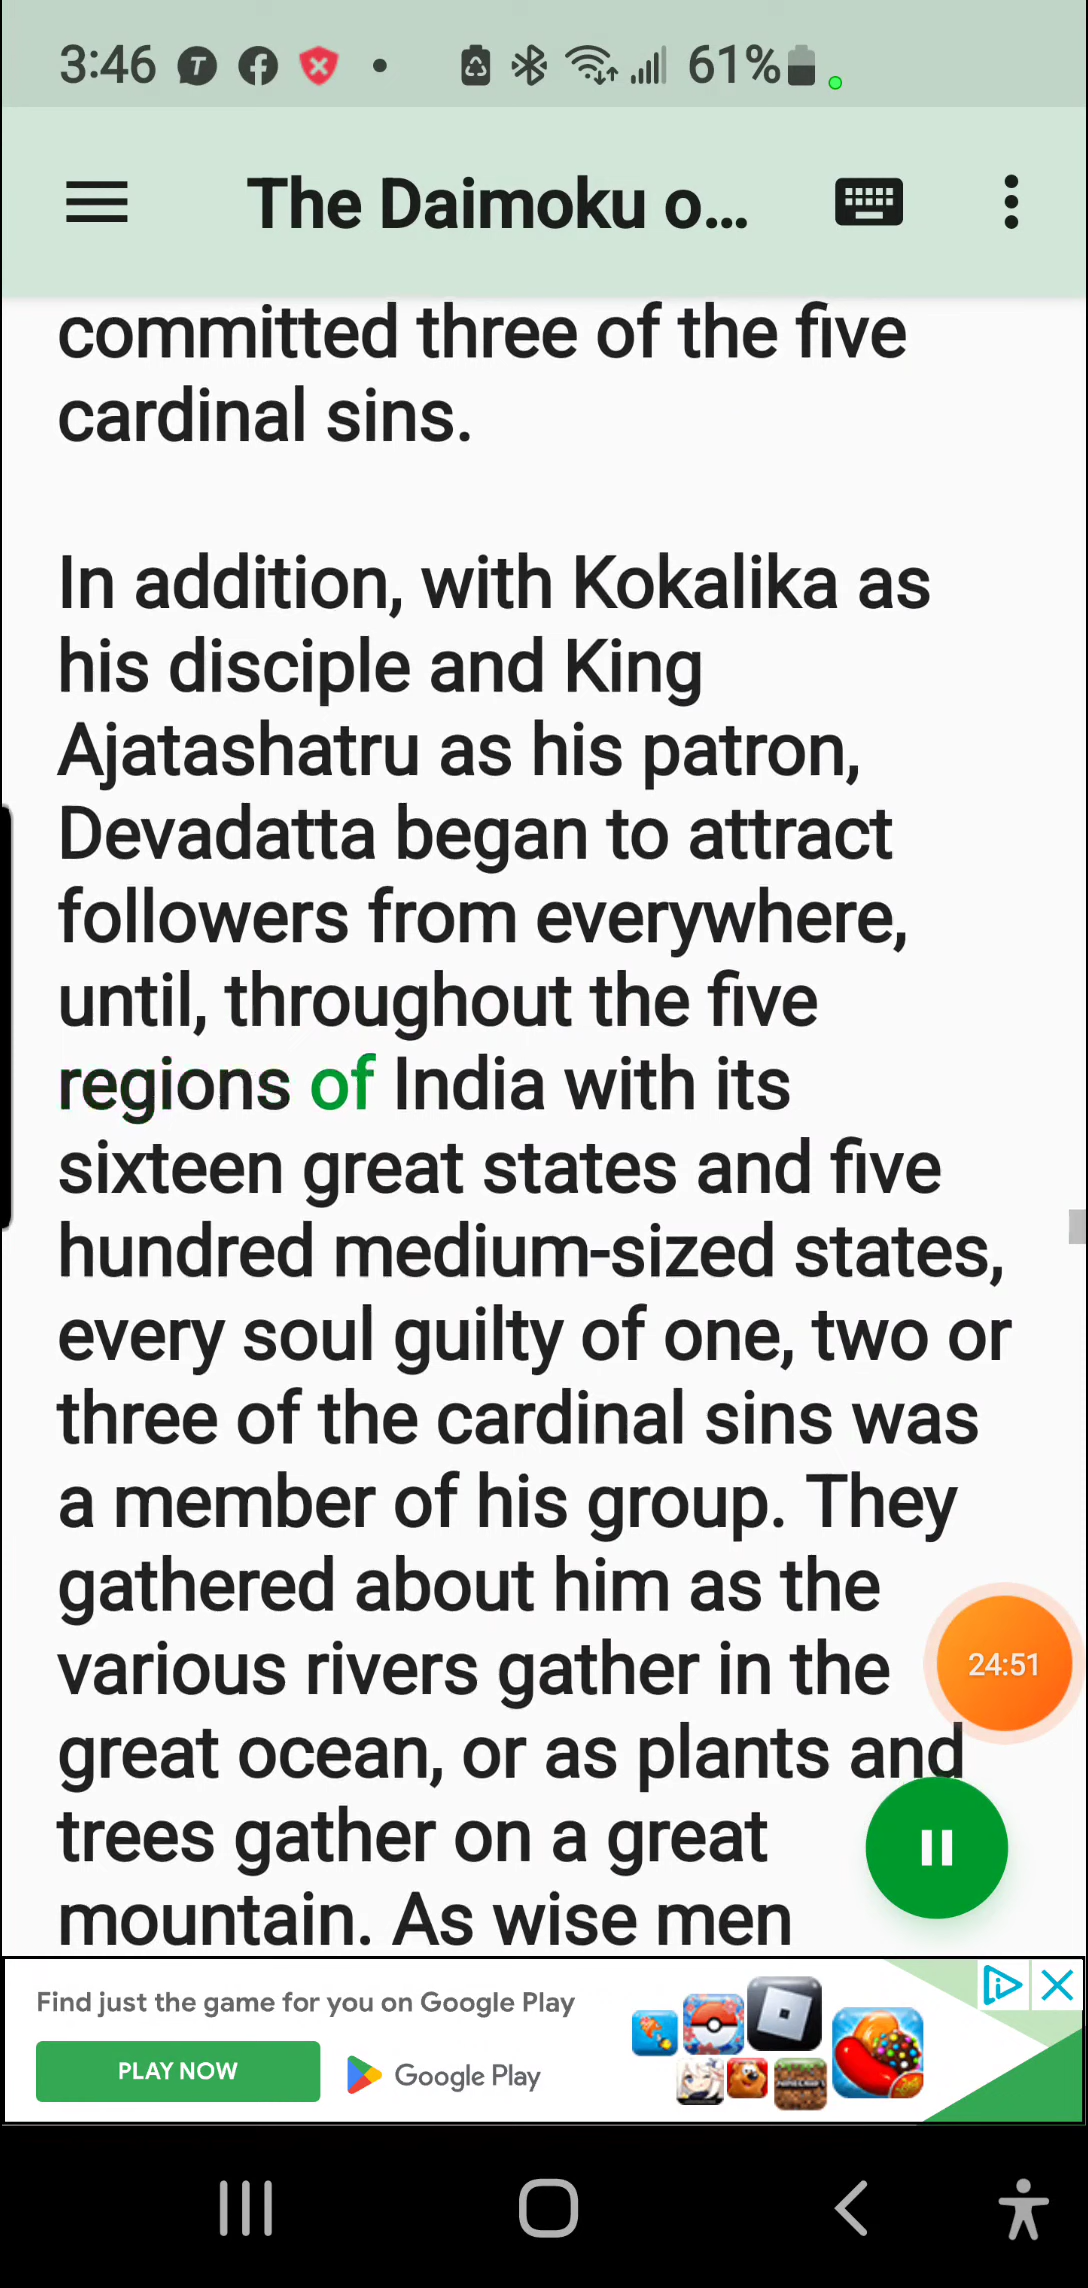 3:46
61%
The Daimoku o...
committed three of the five
cardinal sins.
In addition, with Kokalika as
his disciple and King
Ajatashatru as his patron,
Devadatta began to attract
followers from everywhere,
until, throughout the five
regions of India with its
sixteen great states and five
hundred medium-sized states,
every soul guilty of one, two or
three of the cardinal sins was
a member of his group. They
gathered about him as the
various rivers gather in the
24:51
great ocean, or as plants and
trees gather on a great
mountain. As wise men
Find just the game for you on Google Play
PLAY NOW
Google Play